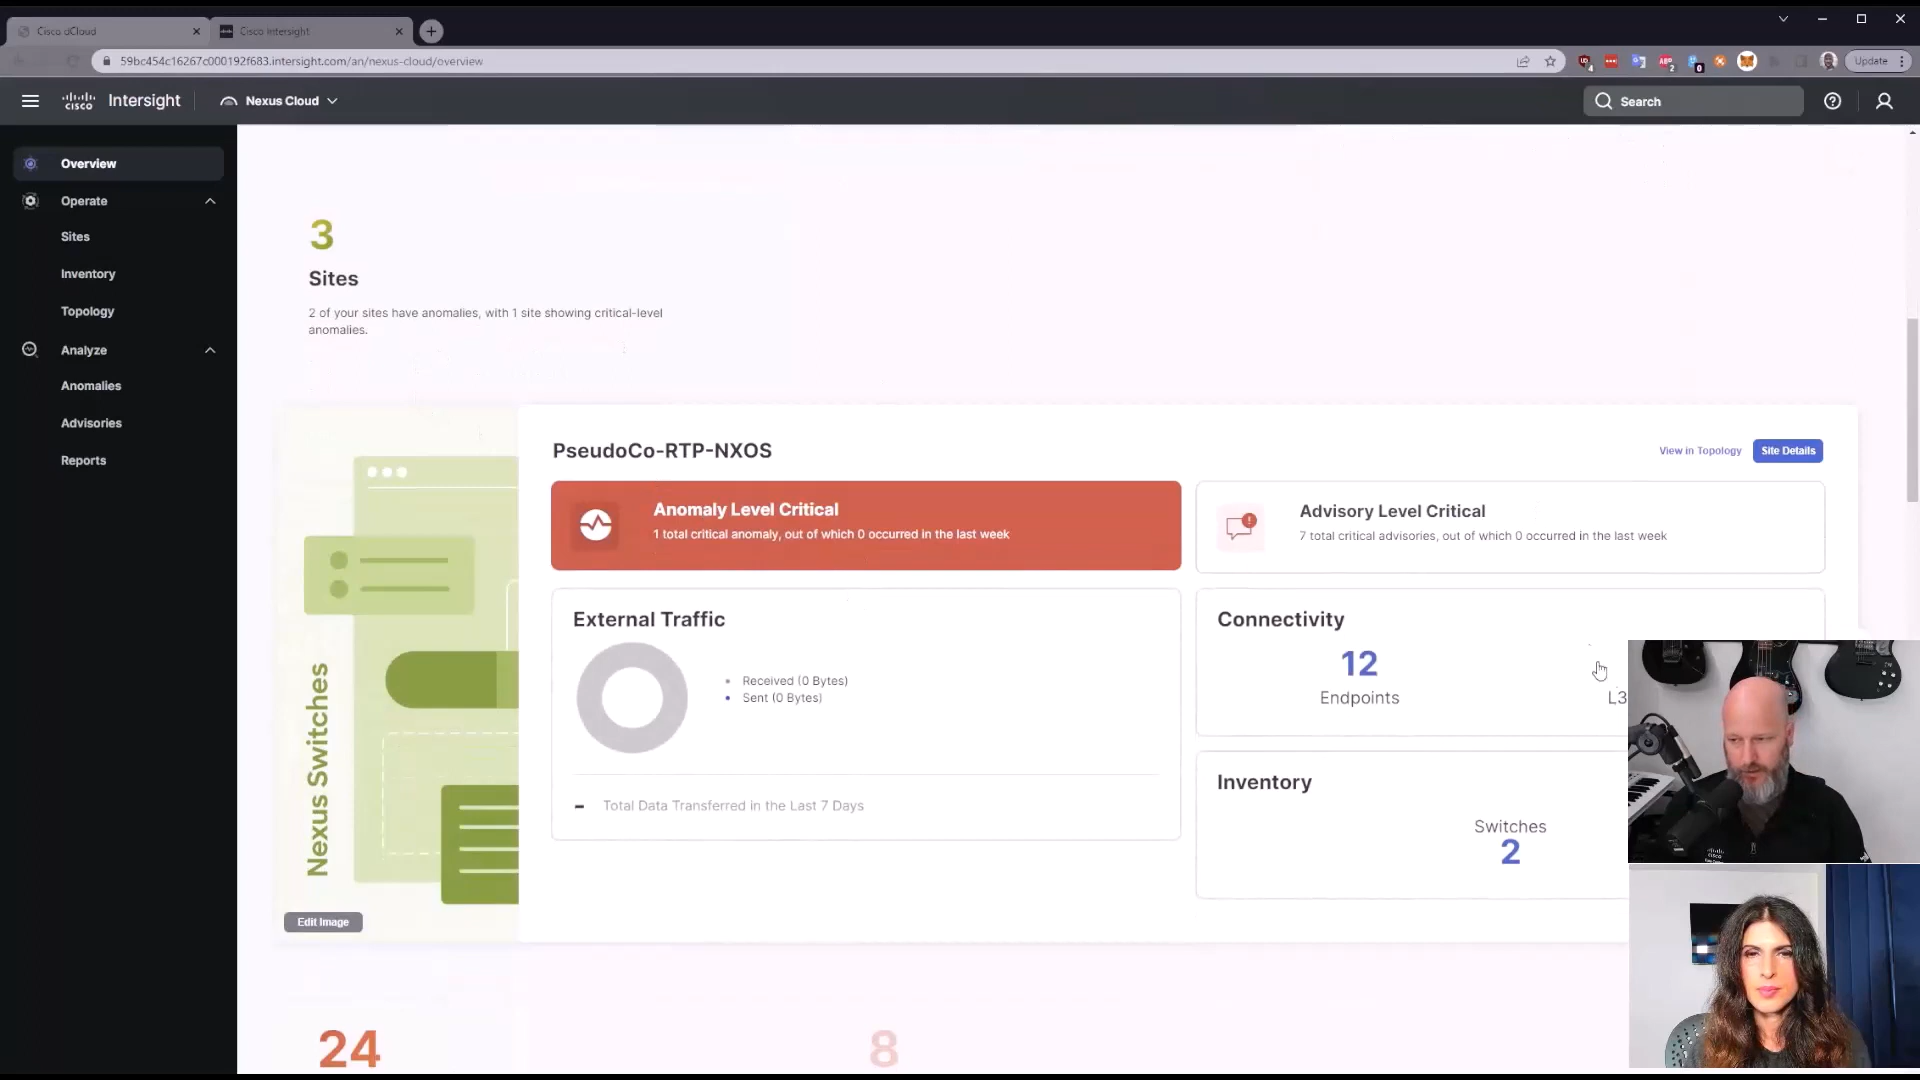 Cisco dCloud
Cisco Intersight
59bc454c16267c000192f683.intersight.com/an/nexus-cloud/overview
4
2
0
Update
cisco
Intersight
Nexus Cloud
Search
Overview
Operate
Sites
Inventory
Topology
Analyze
Anomalies
Advisories
Reports
3
Sites
2 of your sites have anomalies, with 1 site showing critical-level
anomalies.
PseudoCo-RTP-NXOS
View in Topology
Site Details
Anomaly Level Critical
1 total critical anomaly, out of which 0 occurred in the last week
Advisory Level Critical
7 total critical advisories, out of which 0 occurred in the last week
External Traffic
Received (0 Bytes)
Sent (0 Bytes)
-
Total Data Transferred in the Last 7 Days
Connectivity
12
Endpoints
L3
Inventory
Switches
2
Nexus Switches
Edit Image
24
8